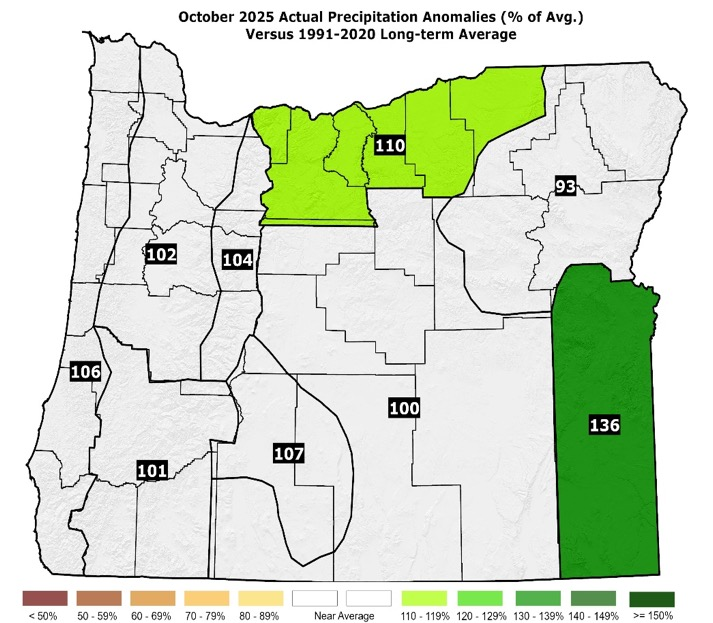 October 2025 Actual Precipitation Anomalies (% of Avg.)
Versus 1991-2020 Long-term Average
110
93
102
104
106
100
136
107
101
< 50%
50 - 59%
60 - 69%
70 - 79%
80 - 89%
Near Average
110 - 119%
120 - 129%
130 - 139%
140 - 149%
>= 150%